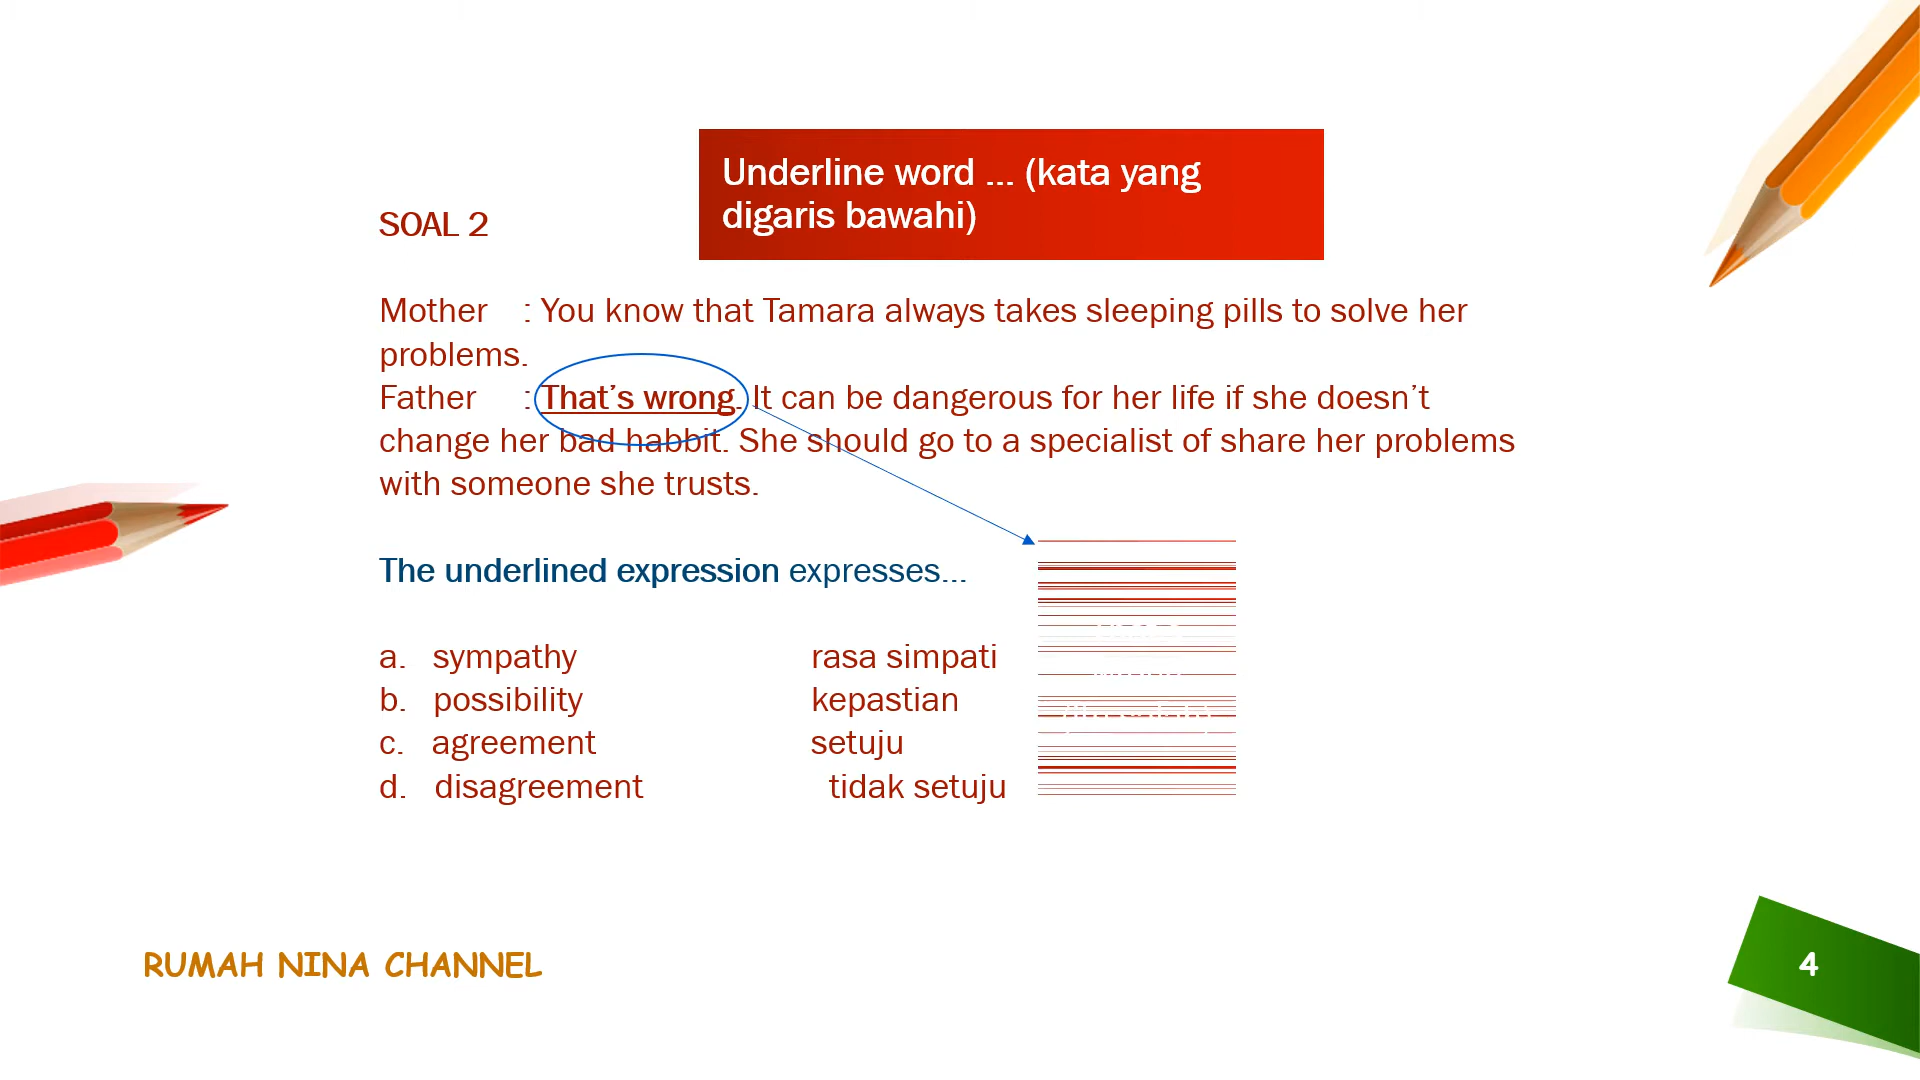 Underline word ... (kata yang
digaris bawahi)
SOAL 2
Mother : You know that Tamara always takes sleeping pills to solve her
problems.
Father : That's wrong. It can be dangerous for her life if she doesn't
change her bad habbit. She should go to a specialist of share her problems
with someone she trusts.
The underlined expression expresses...
a. sympathy rasa simpati
b. possibility kepastian
c. agreement setuju
d. disagreement tidak setuju
RUMAH NINA CHANNEL
4